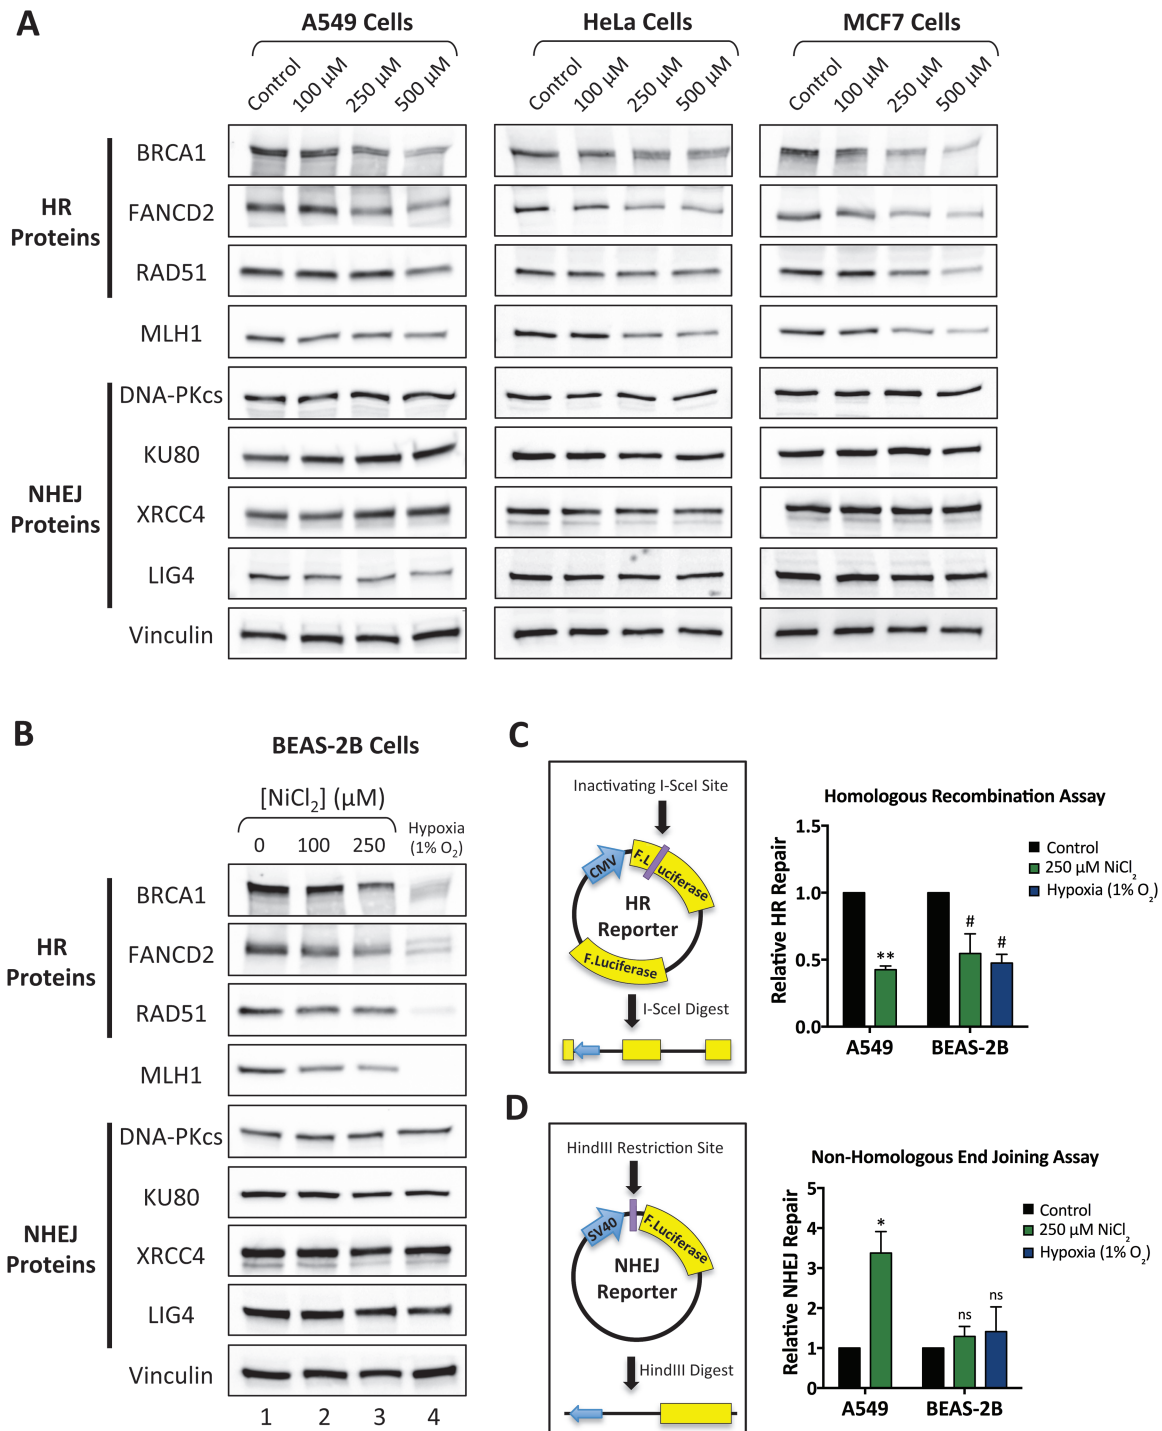 A
A549 Cells
HeLa Cells
MCF7 Cells
Control
100 µM
250 µM
500 µM
Control
100 µM
250 µM
500 µM
Control
100 µM
250 µM
500 µM
HR
Proteins
BRCA1
FANCD2
RAD51
MLH1
NHEJ
Proteins
DNA-PKcs
KU80
XRCC4
LIG4
Vinculin
B
BEAS-2B Cells
[NiCl2] (µM)
0
100
250
Hypoxia
(1% O2)
HR
Proteins
BRCA1
FANCD2
RAD51
MLH1
NHEJ
Proteins
DNA-PKcs
KU80
XRCC4
LIG4
Vinculin
1
2
3
4
C
Inactivating I-SceI Site
CMV
F.Luciferase
HR
Reporter
F.Luciferase
I-SceI Digest
Homologous Recombination Assay
Relative HR Repair
1.5
1.0
0.5
0.0
**
#
#
A549
BEAS-2B
Control
250 µM NiCl2
Hypoxia (1% O2)
D
HindIII Restriction Site
SV40
F.Luciferase
NHEJ
Reporter
HindIII Digest
Non-Homologous End Joining Assay
Relative NHEJ Repair
5
4
3
2
1
0
*
ns
ns
A549
BEAS-2B
Control
250 µM NiCl2
Hypoxia (1% O2)